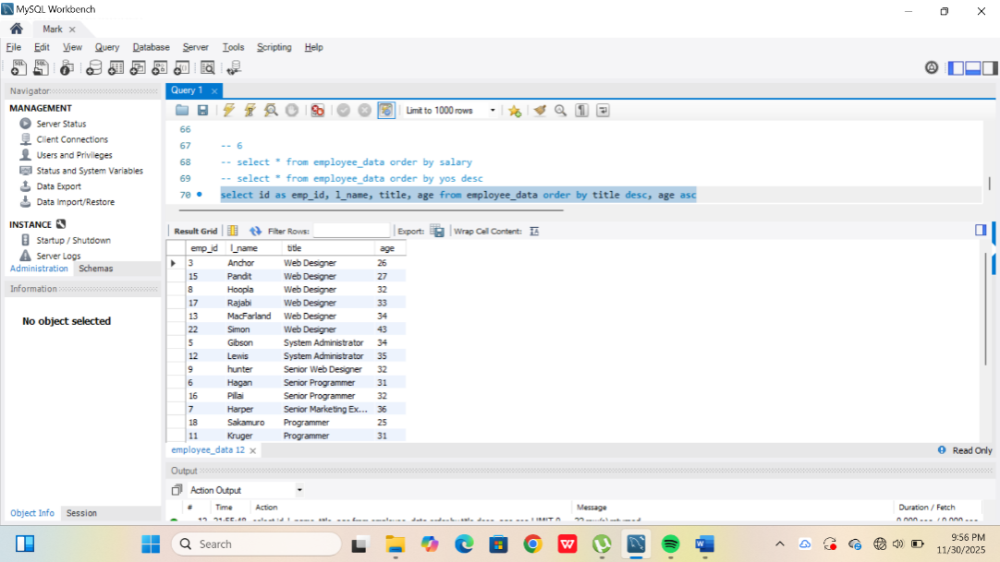 MySQL Workbench
Mark
File Edit View Query Database Server Tools Scripting Help
Navigator
MANAGEMENT
Server Status
Client Connections
Users and Privileges
Status and System Variables
Data Export
Data Import/Restore
INSTANCE
Startup / Shutdown
Server Logs
Administration Schemas
Information
No object selected
Object Info Session
Query 1
Limit to 1000 rows
66
67 -- 6
68 -- select * from employee_data order by salary
69 -- select * from employee_data order by yos desc
70 select id as emp_id, l_name, title, age from employee_data order by title desc, age asc
Result Grid Filter Rows: Export: Wrap Cell Content:
emp_id l_name title age
3 Anchor Web Designer 26
15 Pandit Web Designer 27
8 Hoopla Web Designer 32
17 Rajabi Web Designer 33
13 MacFarland Web Designer 34
22 Simon Web Designer 43
5 Gibson System Administrator 34
12 Lewis System Administrator 35
9 hunter Senior Web Designer 32
6 Hagan Senior Programmer 31
16 Pillai Senior Programmer 32
7 Harper Senior Marketing Ex... 36
18 Sakamuro Programmer 25
11 Kruger Programmer 31
employee_data 12
Read Only
Output
Action Output
# Time Action Message Duration / Fetch
Search
9:56 PM
11/30/2025